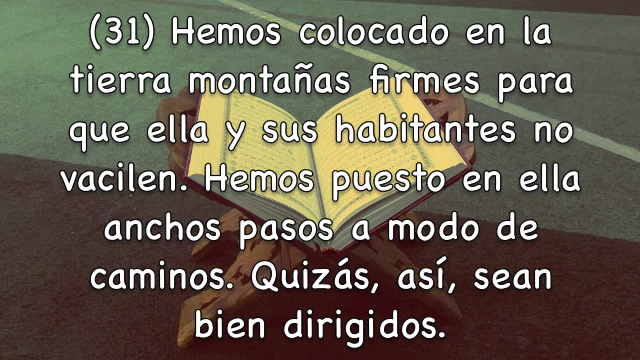 (31) Hemos colocado en la
tierra montañas firmes para
que ella y sus habitantes no
vacilen. Hemos puesto en ella
anchos pasos a modo de
caminos. Quizás, así, sean
bien dirigidos.